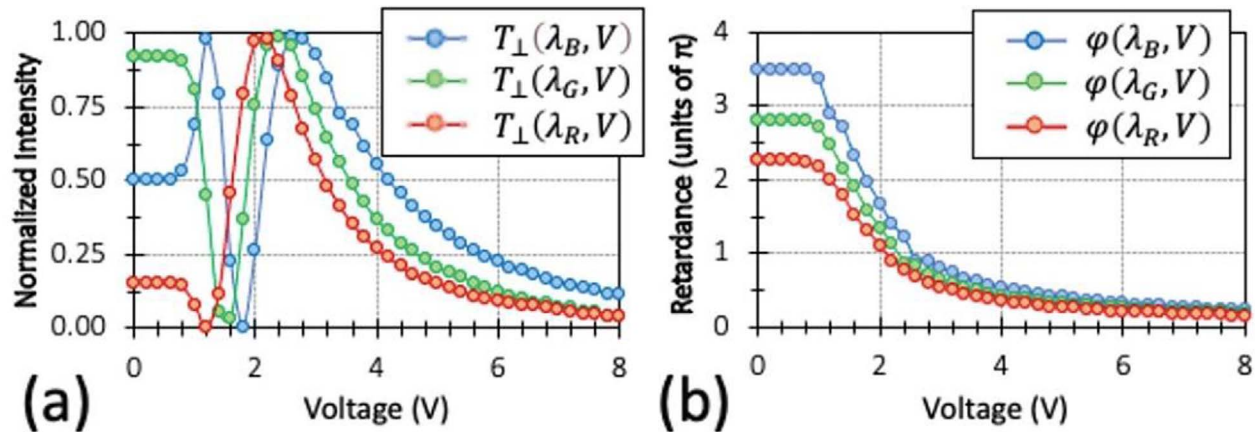 1.00
0.75
0.50
0.25
0.00
Normalized Intensity
T⊥(λB, V)
T⊥(λG, V)
T⊥(λR, V)
0 2 4 6 8
Voltage (V)
(a)
4
3
2
1
0
Retardance (units of π)
φ(λB, V)
φ(λG, V)
φ(λR, V)
0 2 4 6 8
Voltage (V)
(b)